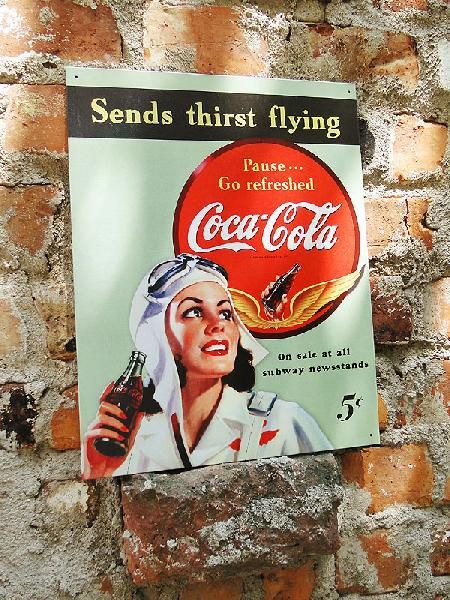 Sends thirst flying
Pause...
Go refreshed
Coca-Cola
On sale at all
subway newsstands
5¢